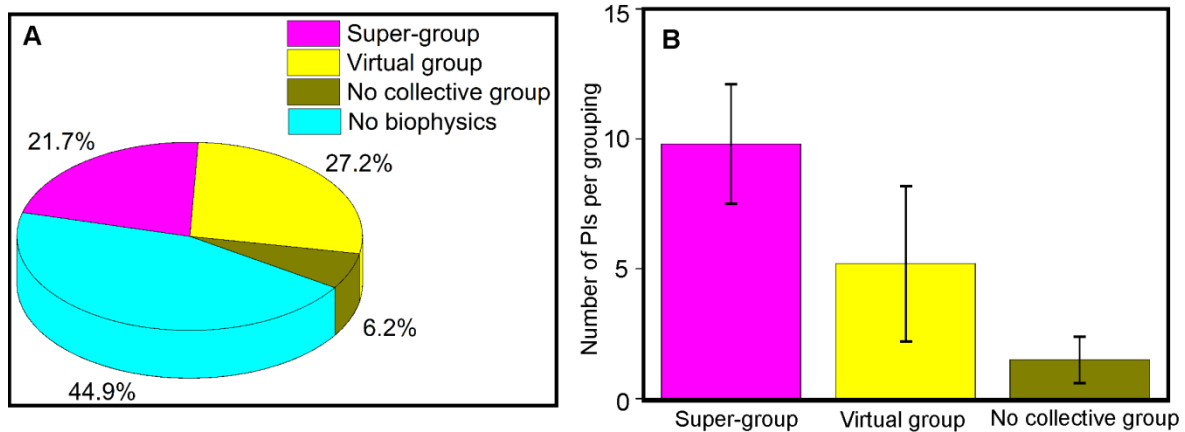 A
Super-group
Virtual group
No collective group
No biophysics
21.7%
27.2%
6.2%
44.9%
B
Number of PIs per grouping
15
10
5
0
Super-group
Virtual group
No collective group